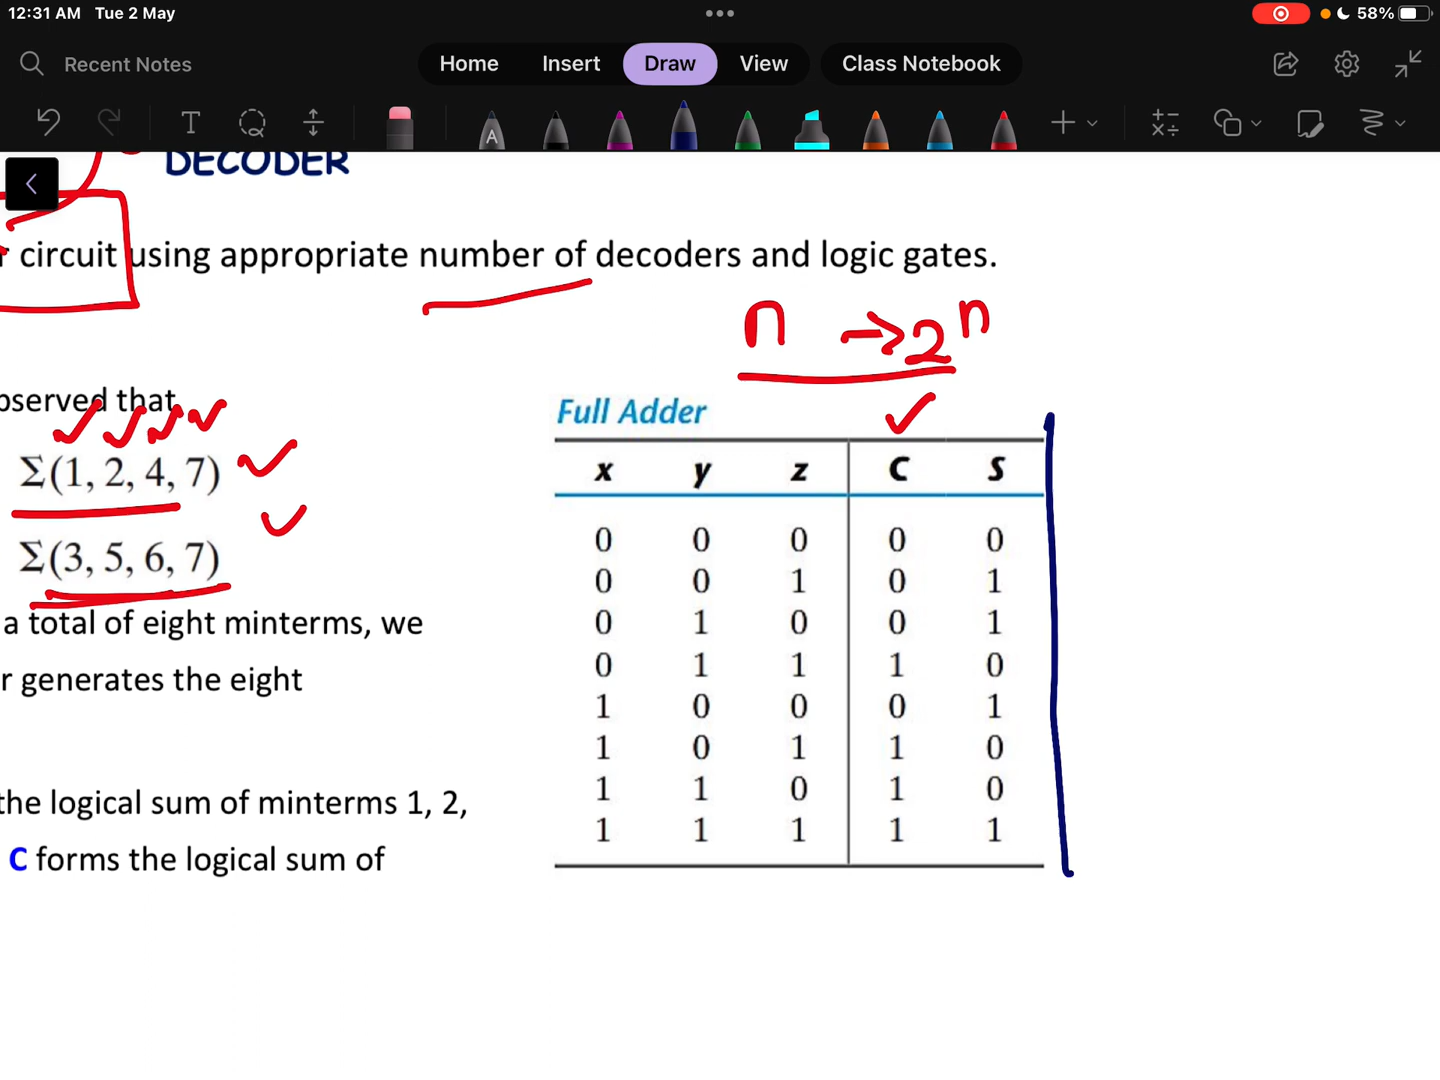 12:31 AM Tue 2 May
58%
Recent Notes
Home Insert Draw View Class Notebook
T A
DECODER
r circuit using appropriate number of decoders and logic gates.
n → 2ⁿ
bserved that
Σ(1, 2, 4, 7)
Σ(3, 5, 6, 7)
a total of eight minterms, we
r generates the eight
the logical sum of minterms 1, 2,
C forms the logical sum of
Full Adder
x y z C S
0 0 0 0 0
0 0 1 0 1
0 1 0 0 1
0 1 1 1 0
1 0 0 0 1
1 0 1 1 0
1 1 0 1 0
1 1 1 1 1